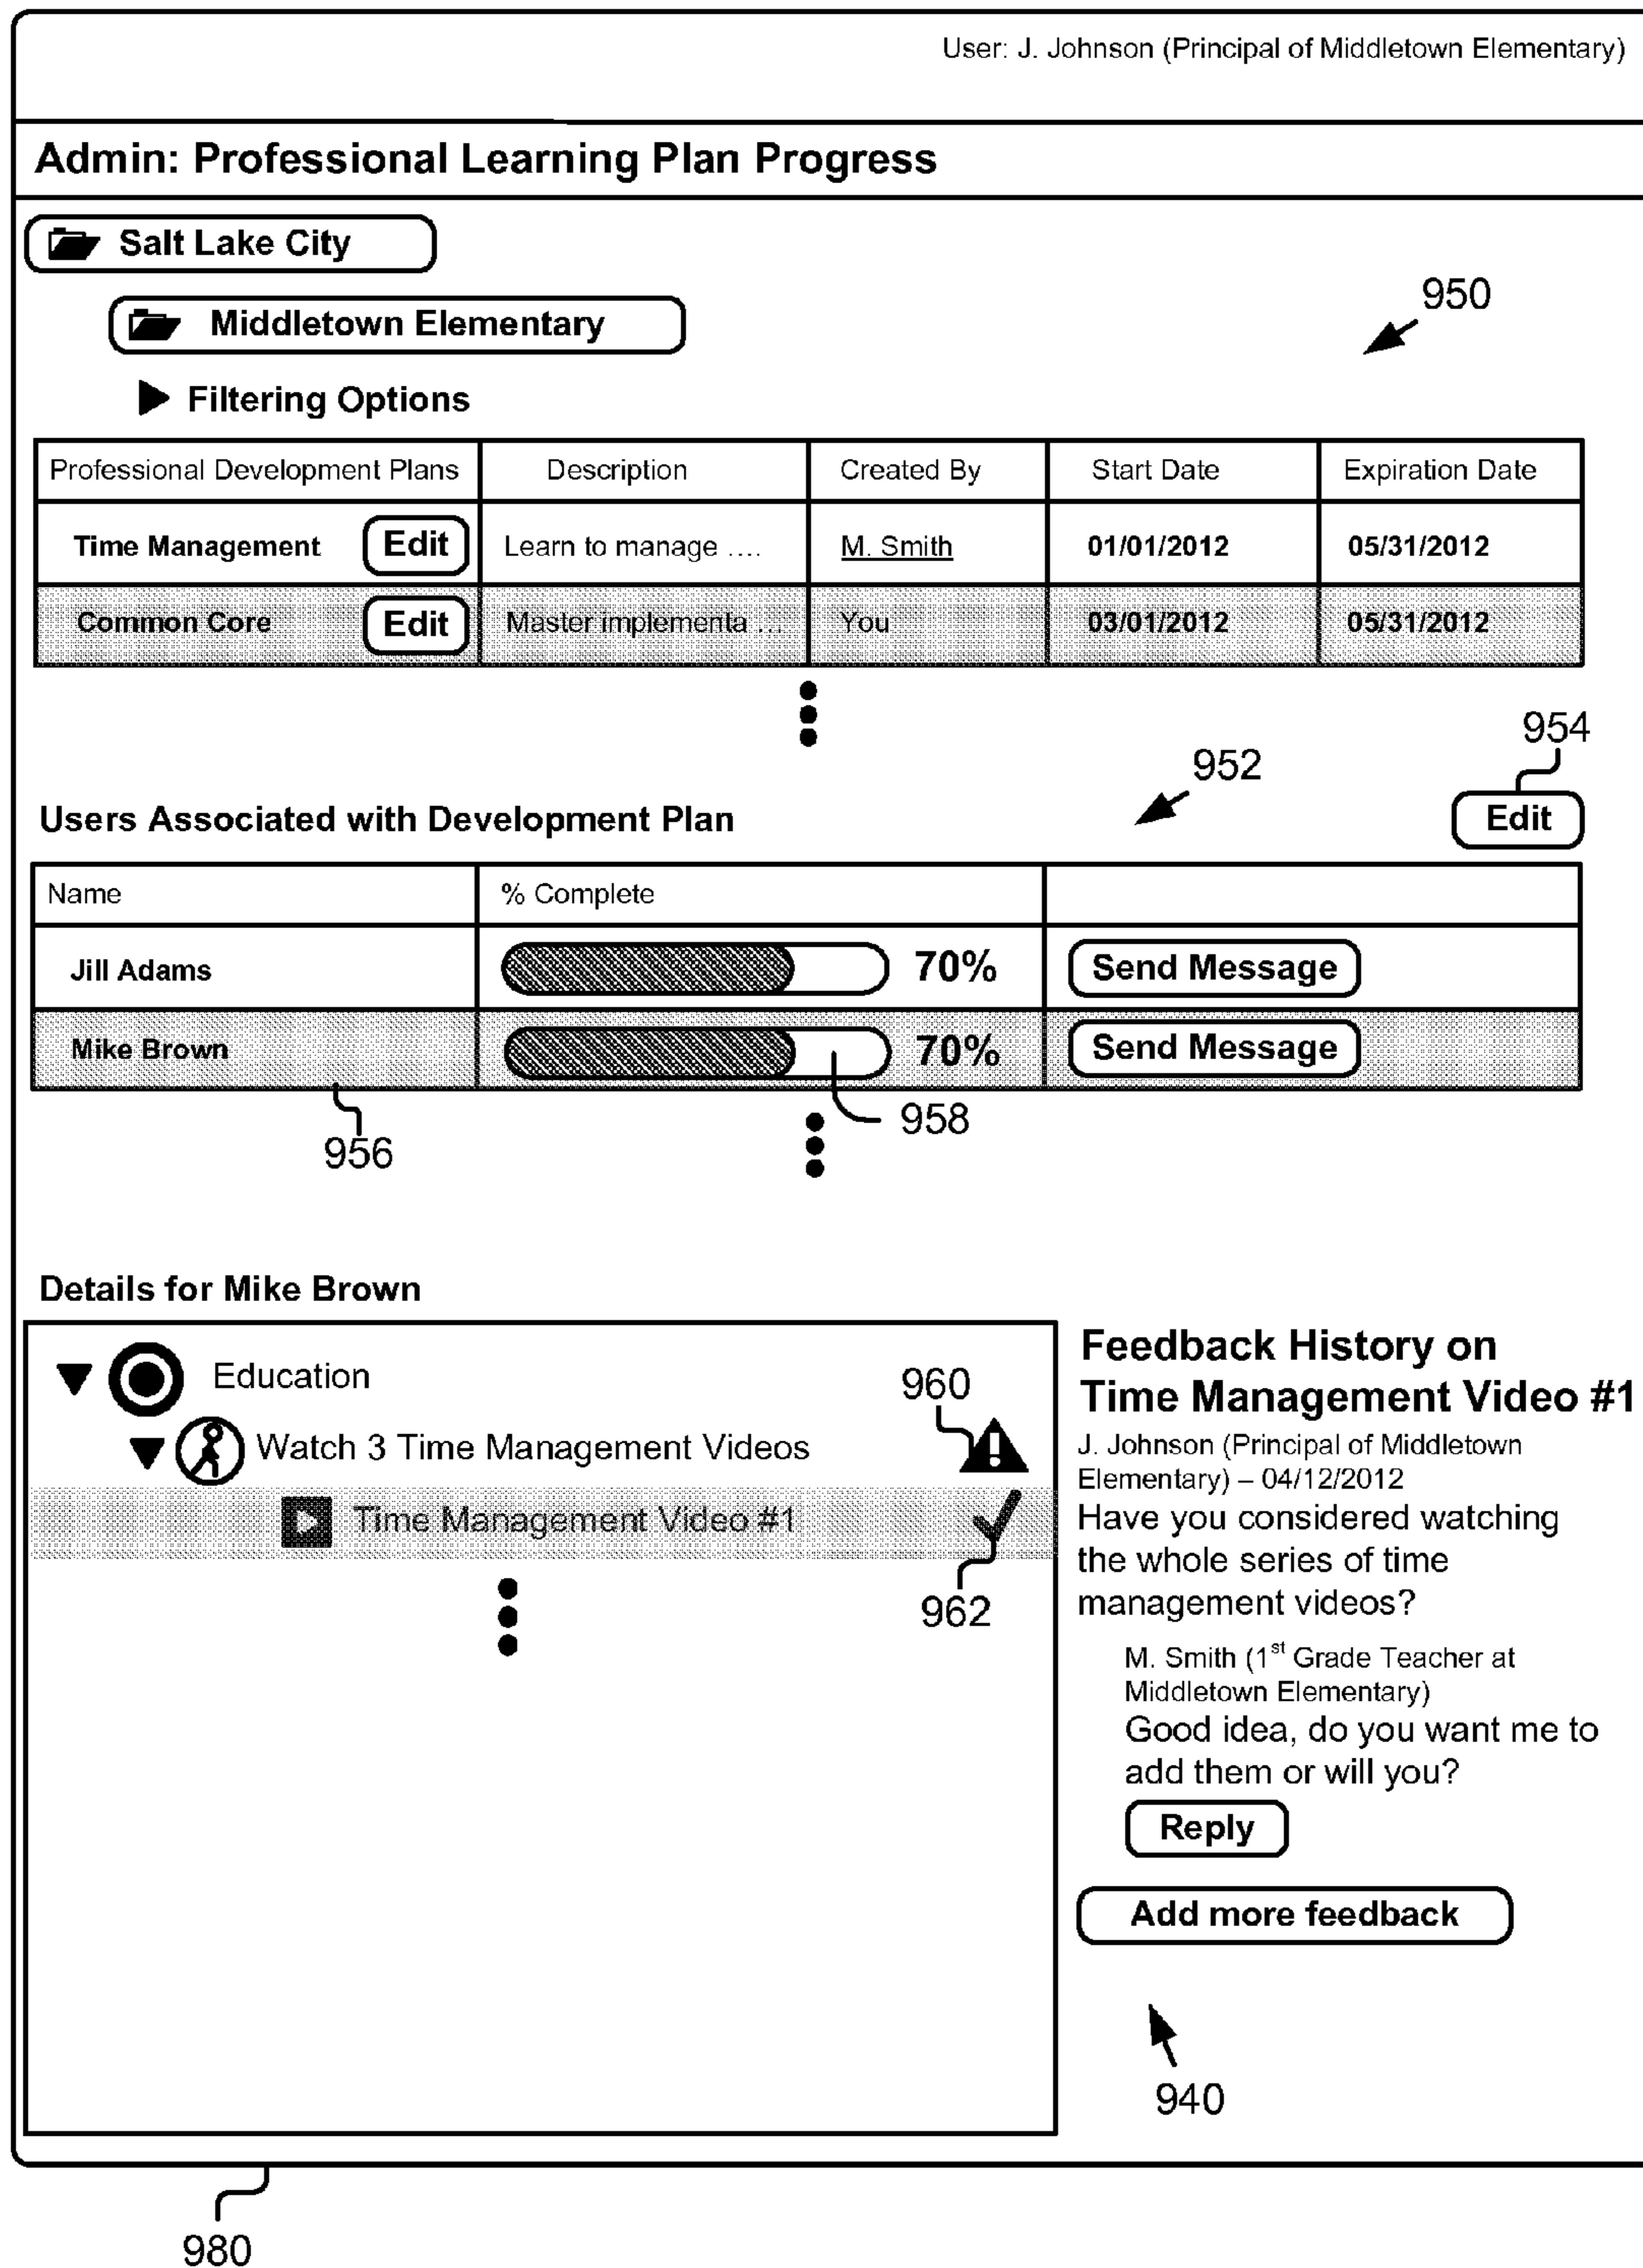 User: J. Johnson (Principal of Middletown Elementary)
Admin: Professional Learning Plan Progress
Salt Lake City
Middletown Elementary
950
Filtering Options
Professional Development Plans Description Created By Start Date Expiration Date
Time Management Edit Learn to manage .... M. Smith 01/01/2012 05/31/2012
Common Core Edit Master implementa ... You 03/01/2012 05/31/2012
954
952
Users Associated with Development Plan Edit
Name % Complete
Jill Adams 70% Send Message
Mike Brown 70% Send Message
958
956
Details for Mike Brown
Education
960
Watch 3 Time Management Videos
Time Management Video #1
962
Feedback History on
Time Management Video #1
J. Johnson (Principal of Middletown
Elementary) – 04/12/2012
Have you considered watching
the whole series of time
management videos?
M. Smith (1st Grade Teacher at
Middletown Elementary)
Good idea, do you want me to
add them or will you?
Reply
Add more feedback
940
980